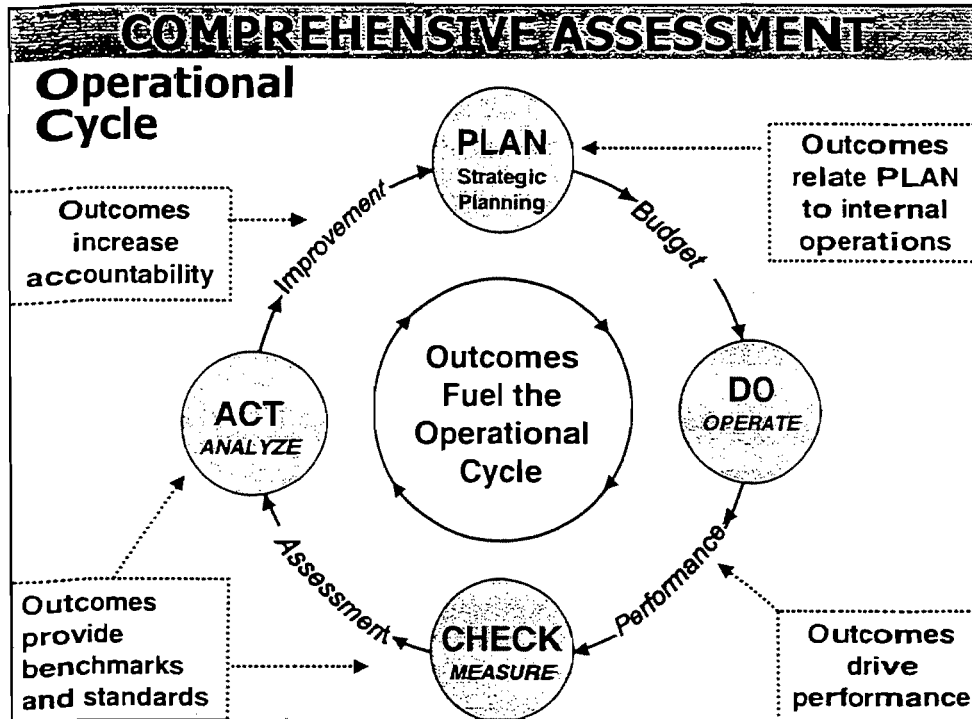 COMPREHENSIVE ASSESSMENT
Operational
Cycle
PLAN
Strategic
Planning
Outcomes
relate PLAN
to internal
operations
Budget
Outcomes
increase
accountability
Improvement
Outcomes
Fuel the
Operational
Cycle
DO
OPERATE
ACT
ANALYZE
Performance
Assessment
CHECK
MEASURE
Outcomes
provide
benchmarks
and standards
Outcomes
drive
performance